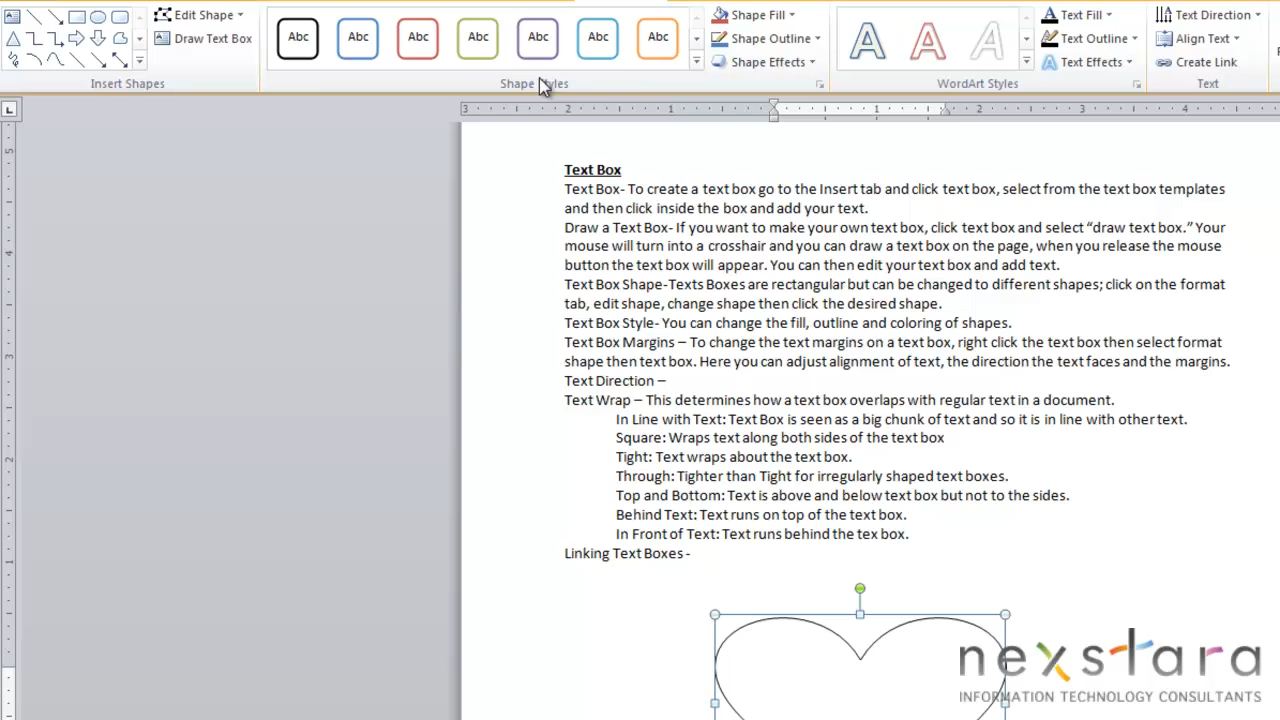 Edit Shape
Draw Text Box
Insert Shapes
Abc Abc Abc Abc Abc Abc Abc
Shape Fill
Shape Outline
Shape Effects
Shape Styles
A A A
Text Fill
Text Outline
Text Effects
WordArt Styles
Text Direction
Align Text
Create Link
Text
3 2 1 1 2 3 4
5
4
3
2
1
Text Box
Text Box- To create a text box go to the Insert tab and click text box, select from the text box templates
and then click inside the box and add your text.
Draw a Text Box- If you want to make your own text box, click text box and select “draw text box.” Your
mouse will turn into a crosshair and you can draw a text box on the page, when you release the mouse
button the text box will appear. You can then edit your text box and add text.
Text Box Shape-Texts Boxes are rectangular but can be changed to different shapes; click on the format
tab, edit shape, change shape then click the desired shape.
Text Box Style- You can change the fill, outline and coloring of shapes.
Text Box Margins – To change the text margins on a text box, right click the text box then select format
shape then text box. Here you can adjust alignment of text, the direction the text faces and the margins.
Text Direction –
Text Wrap – This determines how a text box overlaps with regular text in a document.
In Line with Text: Text Box is seen as a big chunk of text and so it is in line with other text.
Square: Wraps text along both sides of the text box
Tight: Text wraps about the text box.
Through: Tighter than Tight for irregularly shaped text boxes.
Top and Bottom: Text is above and below text box but not to the sides.
Behind Text: Text runs on top of the text box.
In Front of Text: Text runs behind the tex box.
Linking Text Boxes -
nexstara
INFORMATION TECHNOLOGY CONSULTANTS